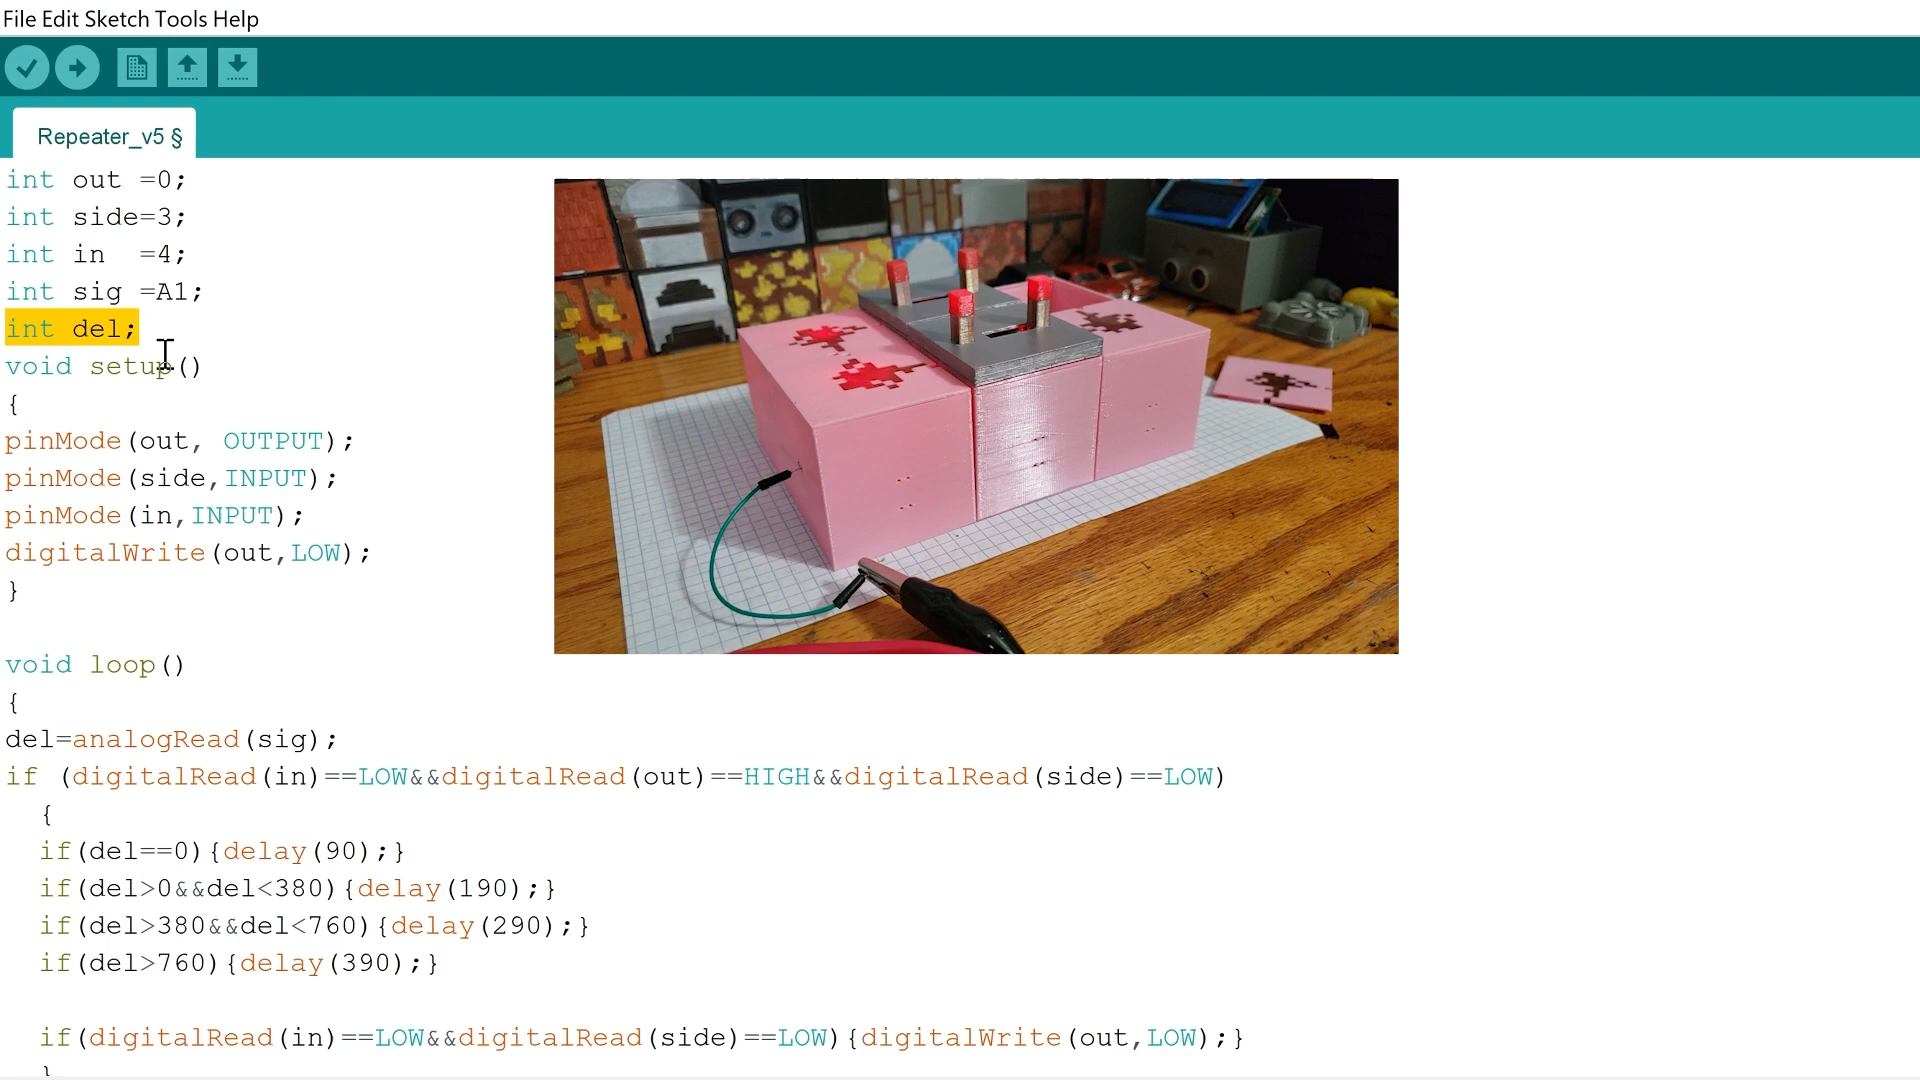 File Edit Sketch Tools Help
Repeater_v5 §
int out =0;
int side=3;
int in  =4;
int sig =A1;
int del;
void setup()
{
pinMode(out, OUTPUT);
pinMode(side,INPUT);
pinMode(in,INPUT);
digitalWrite(out,LOW);
}
void loop()
{
del=analogRead(sig);
if (digitalRead(in)==LOW&&digitalRead(out)==HIGH&&digitalRead(side)==LOW)
{
if(del==0){delay(90);}
if(del>0&&del<380){delay(190);}
if(del>380&&del<760){delay(290);}
if(del>760){delay(390);}
if(digitalRead(in)==LOW&&digitalRead(side)==LOW){digitalWrite(out,LOW);}
}